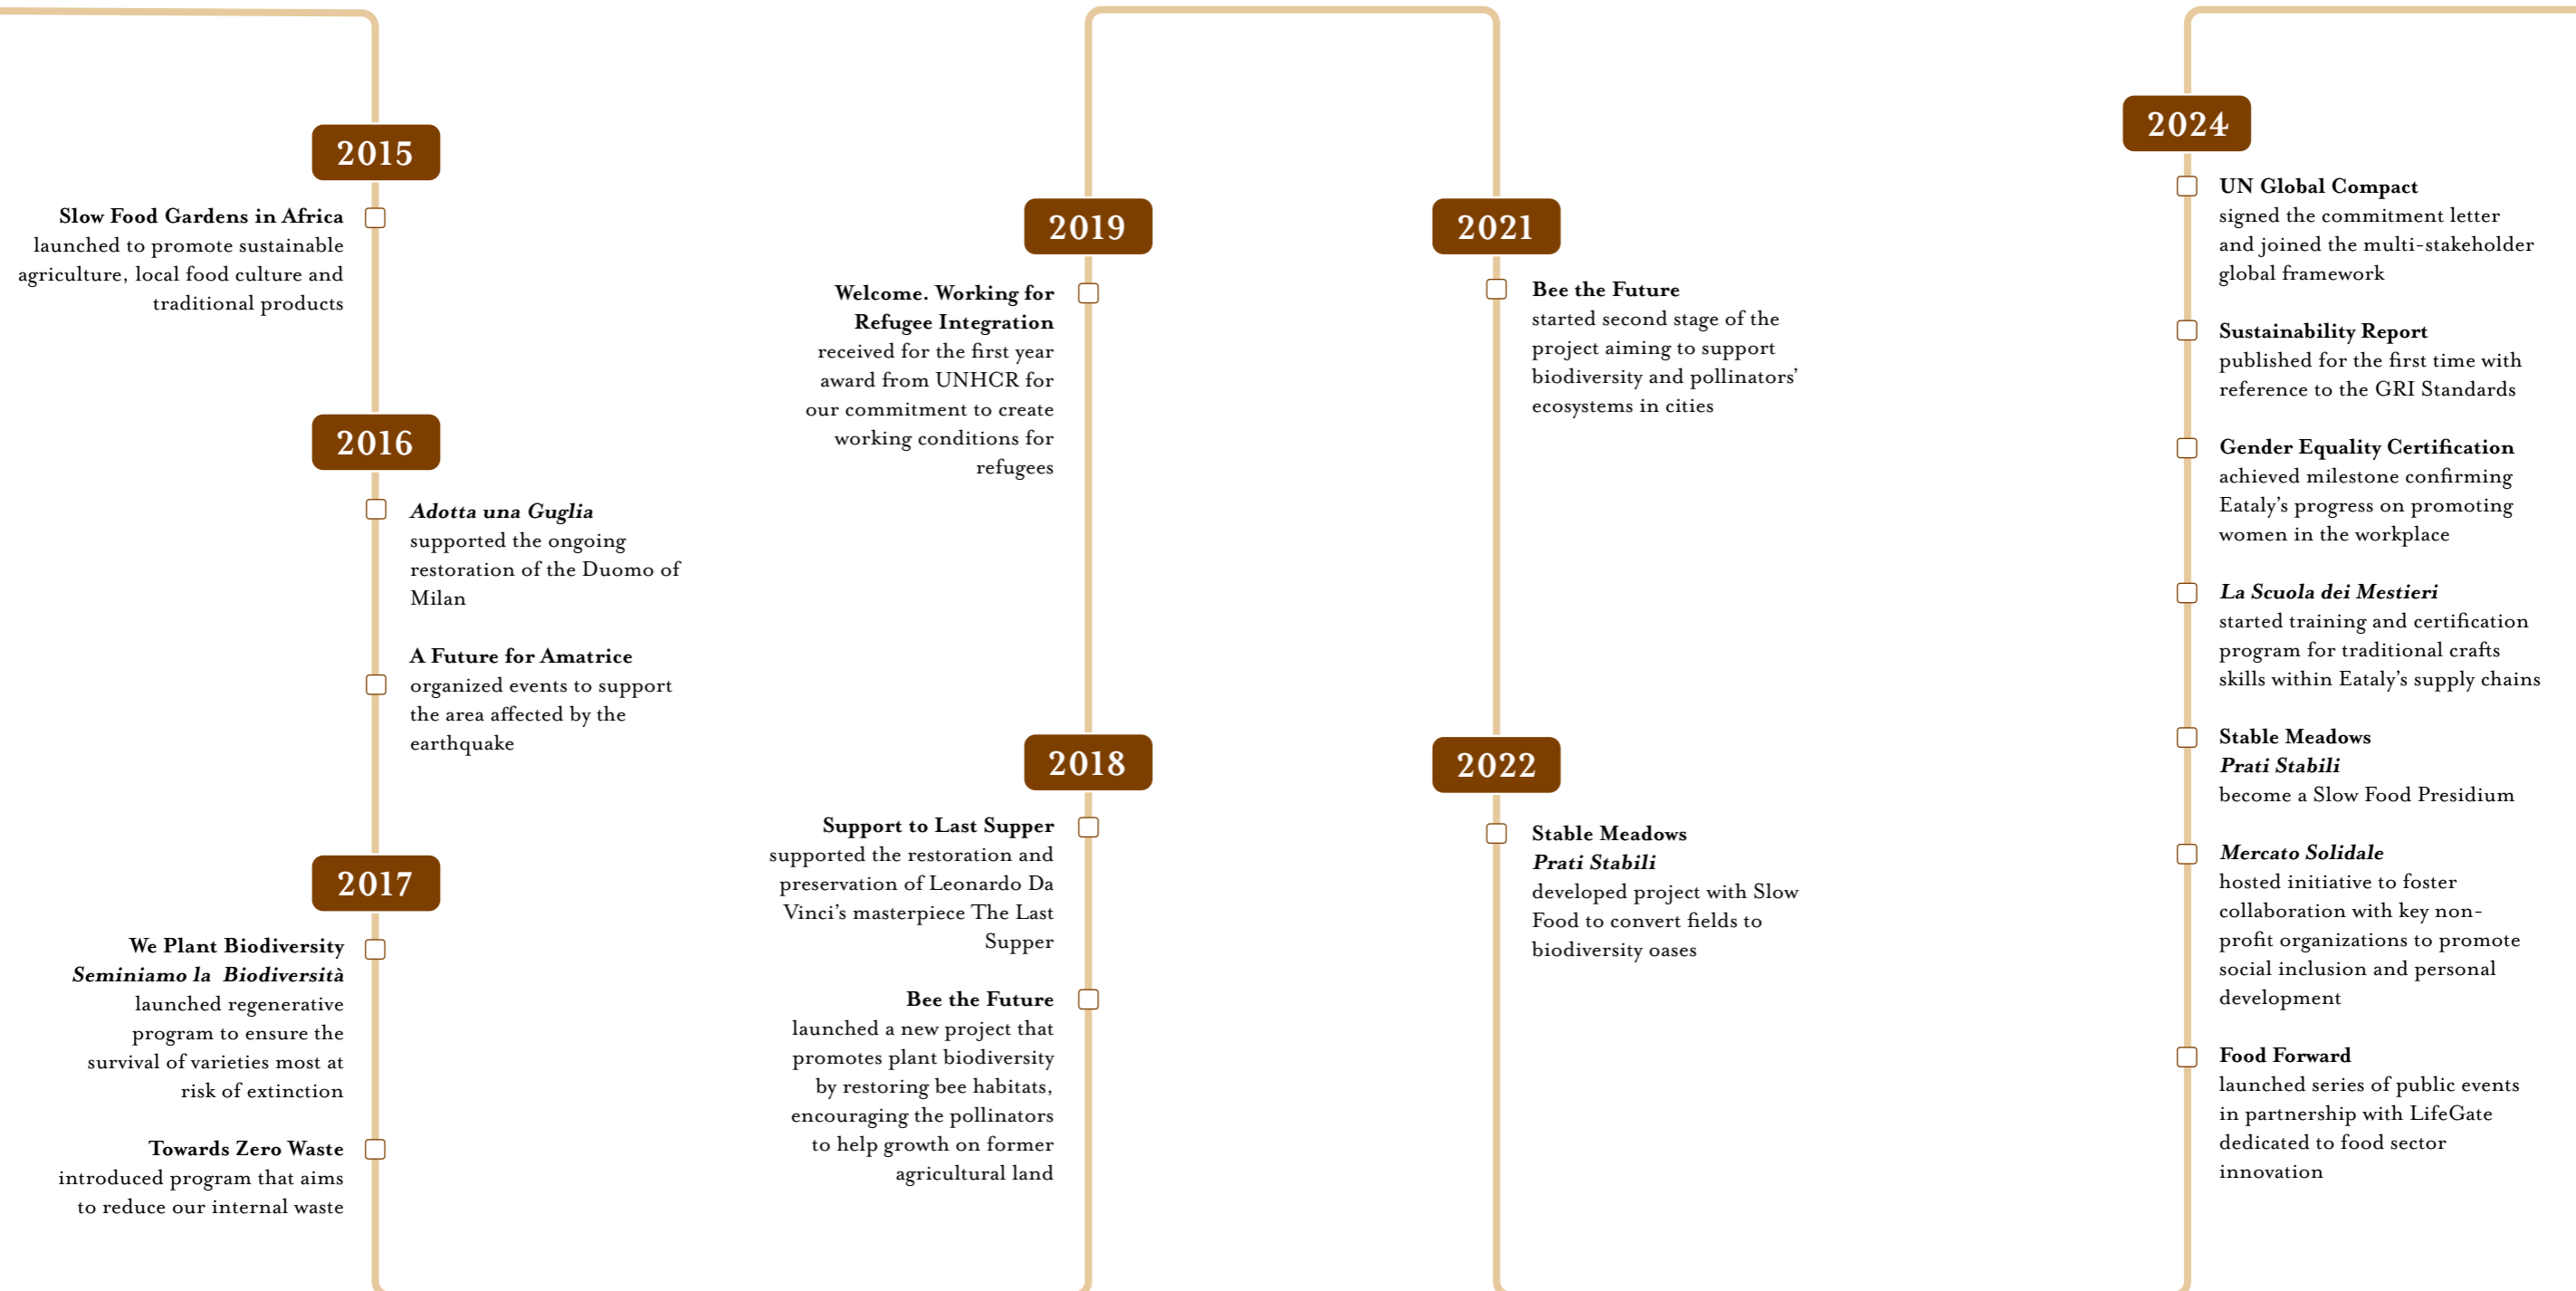 2015
Slow Food Gardens in Africa
launched to promote sustainable
agriculture, local food culture and
traditional products
2016
Adotta una Guglia
supported the ongoing
restoration of the Duomo of
Milan
A Future for Amatrice
organized events to support
the area affected by the
earthquake
2017
We Plant Biodiversity
Seminiamo la Biodiversità
launched regenerative
program to ensure the
survival of varieties most at
risk of extinction
Towards Zero Waste
introduced program that aims
to reduce our internal waste
2019
Welcome. Working for
Refugee Integration
received for the first year
award from UNHCR for
our commitment to create
working conditions for
refugees
2018
Support to Last Supper
supported the restoration and
preservation of Leonardo Da
Vinci’s masterpiece The Last
Supper
Bee the Future
launched a new project that
promotes plant biodiversity
by restoring bee habitats,
encouraging the pollinators
to help growth on former
agricultural land
2021
Bee the Future
started second stage of the
project aiming to support
biodiversity and pollinators’
ecosystems in cities
2022
Stable Meadows
Prati Stabili
developed project with Slow
Food to convert fields to
biodiversity oases
2024
UN Global Compact
signed the commitment letter
and joined the multi-stakeholder
global framework
Sustainability Report
published for the first time with
reference to the GRI Standards
Gender Equality Certification
achieved milestone confirming
Eataly’s progress on promoting
women in the workplace
La Scuola dei Mestieri
started training and certification
program for traditional crafts
skills within Eataly’s supply chains
Stable Meadows
Prati Stabili
become a Slow Food Presidium
Mercato Solidale
hosted initiative to foster
collaboration with key non-
profit organizations to promote
social inclusion and personal
development
Food Forward
launched series of public events
in partnership with LifeGate
dedicated to food sector
innovation